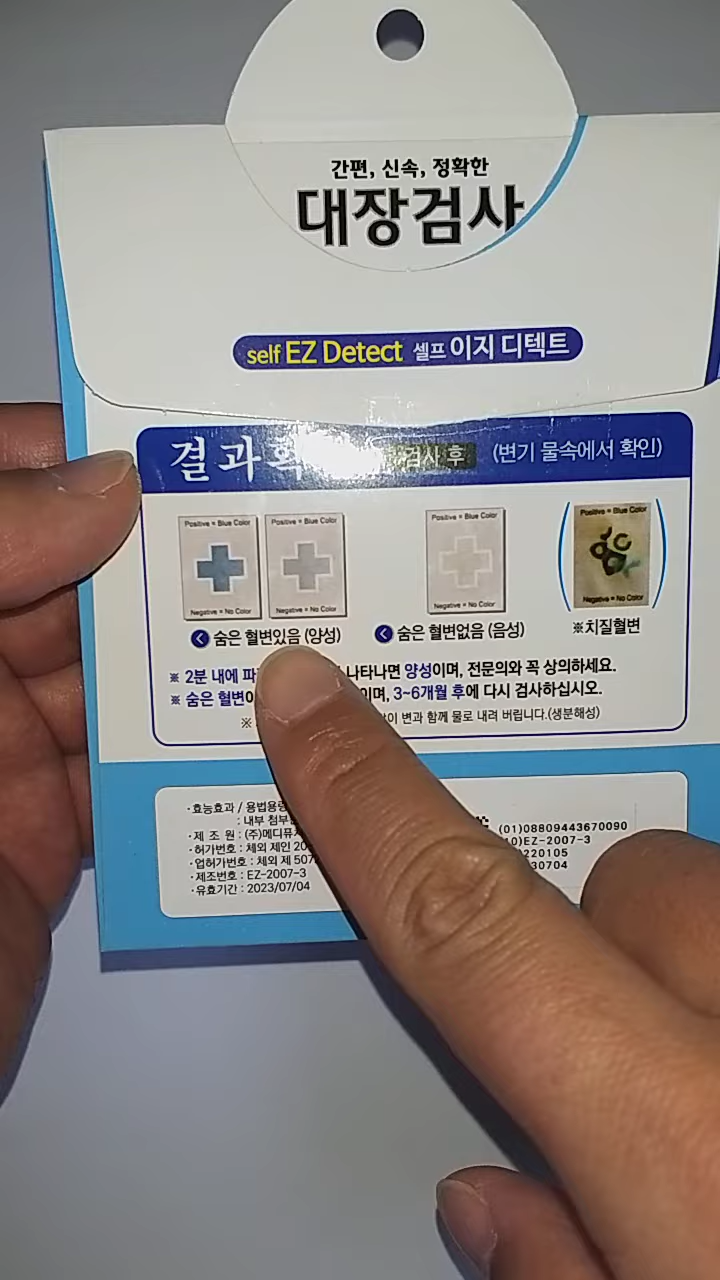 간편, 신속, 정확한
대장검사
self EZ Detect 셀프 이지 디텍트
결과확 검사 후 (변기 물속에서 확인)
Positive = Blue Color
Negative = No Color
Positive = Blue Color
Negative = No Color
Positive = Blue Color
Negative = No Color
Positive = Blue Color
Negative = No Color
숨은 혈변있음 (양성)
숨은 혈변없음 (음성)
※치질혈변
※ 2분 내에 파 나타나면 양성이며, 전문의와 꼭 상의하세요.
※ 숨은 혈변이 이며, 3~6개월 후에 다시 검사하십시오.
※ 변과 함께 물로 내려 버립니다.(생분해성)
·효능효과 / 용법용량
: 내부 첨부
·제 조 원 : (주)메디퓨
·허가번호 : 체외 제인 20
·업허가번호 : 체외 제 507
·제조번호 : EZ-2007-3
·유효기간 : 2023/07/04
(01)08809443670090
10)EZ-2007-3
220105
30704